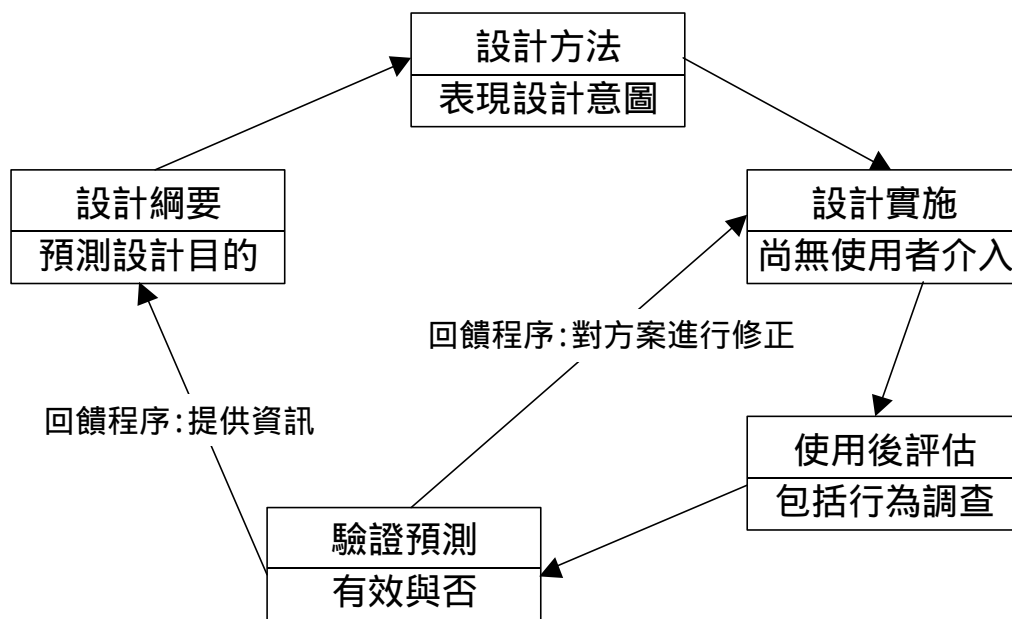 設計方法
表現設計意圖
設計綱要
預測設計目的
設計實施
尚無使用者介入
回饋程序:對方案進行修正
回饋程序:提供資訊
使用後評估
包括行為調查
驗證預測
有效與否